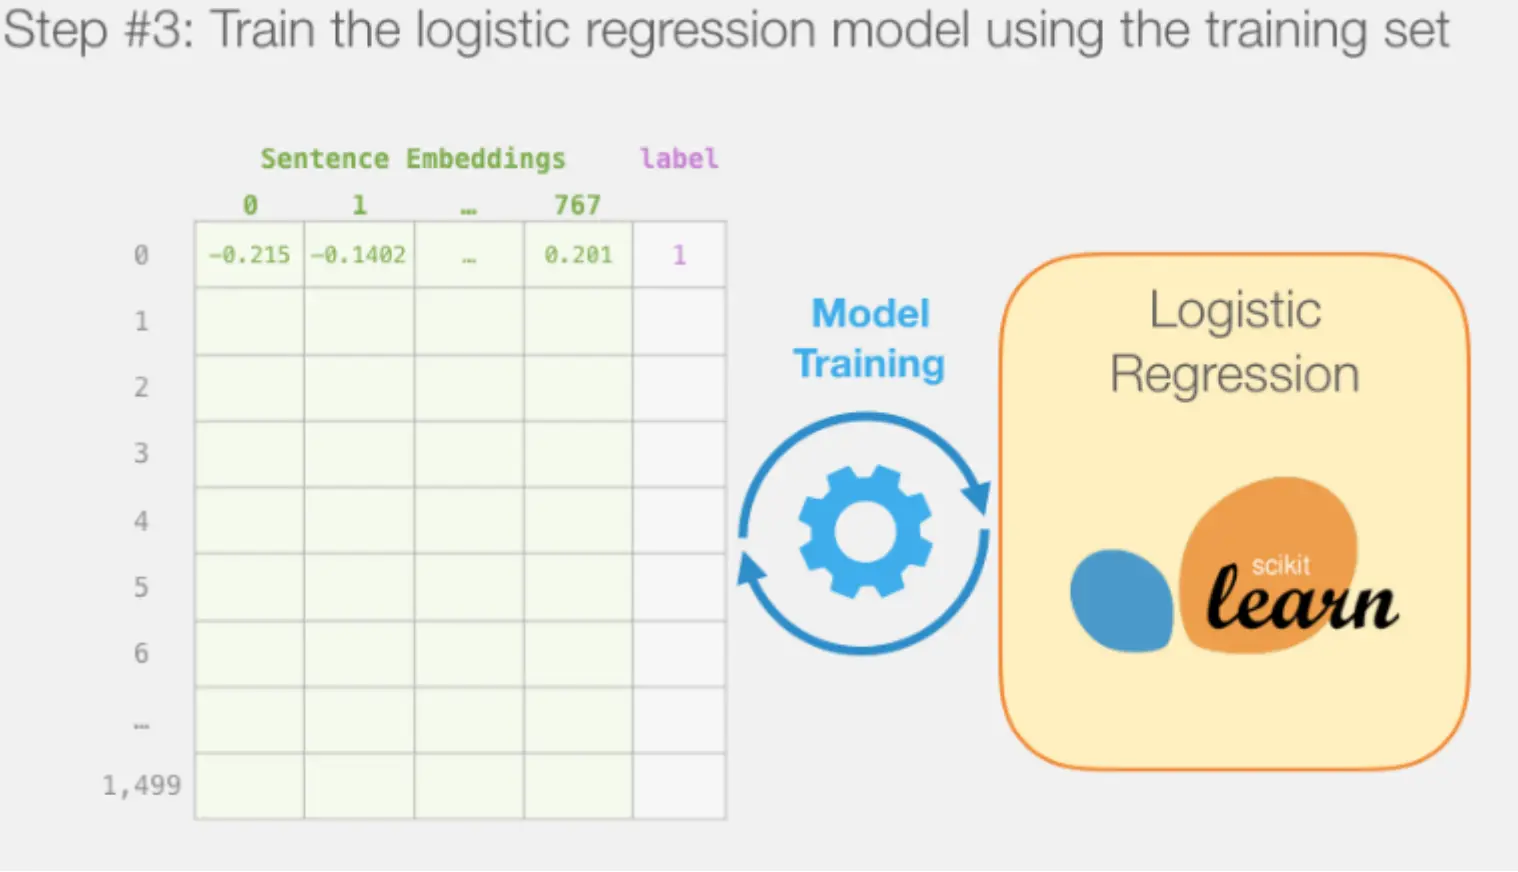 Step #3: Train the logistic regression model using the training set
Sentence Embeddings label
0 1 … 767
0 -0.215 -0.1402 … 0.201 1
1
2
3
4
5
6
…
1,499
Model
Training
Logistic
Regression
scikit
learn